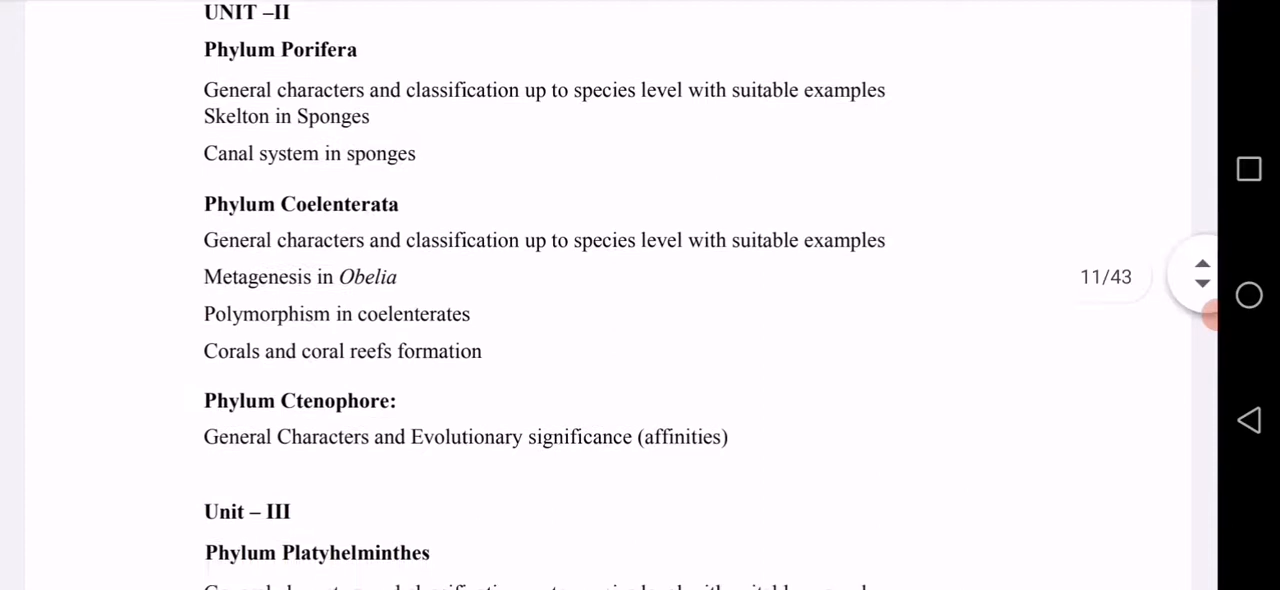 UNIT –II
Phylum Porifera
General characters and classification up to species level with suitable examples
Skelton in Sponges
Canal system in sponges
Phylum Coelenterata
General characters and classification up to species level with suitable examples
Metagenesis in Obelia
11/43
Polymorphism in coelenterates
Corals and coral reefs formation
Phylum Ctenophore:
General Characters and Evolutionary significance (affinities)
Unit – III
Phylum Platyhelminthes